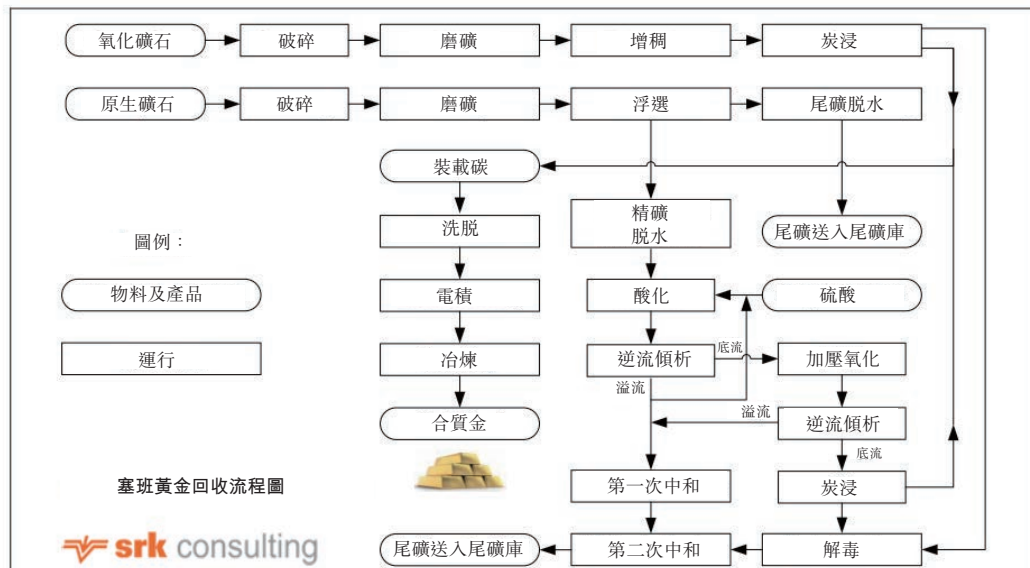 氧化礦石
破碎
磨礦
增稠
炭浸
原生礦石
破碎
磨礦
浮選
尾礦脱水
裝載碳
洗脱
精礦
脱水
尾礦送入尾礦庫
圖例：
物料及產品
電積
酸化
硫酸
運行
冶煉
逆流傾析
底流
加壓氧化
溢流
合質金
溢流
逆流傾析
底流
塞班黃金回收流程圖
第一次中和
炭浸
srk consulting
尾礦送入尾礦庫
第二次中和
解毒